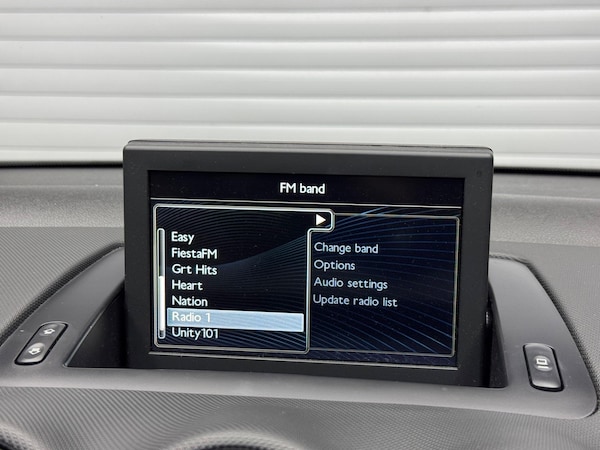 FM band
Easy
FiestaFM
Grt Hits
Heart
Nation
Radio 1
Unity101
Change band
Options
Audio settings
Update radio list